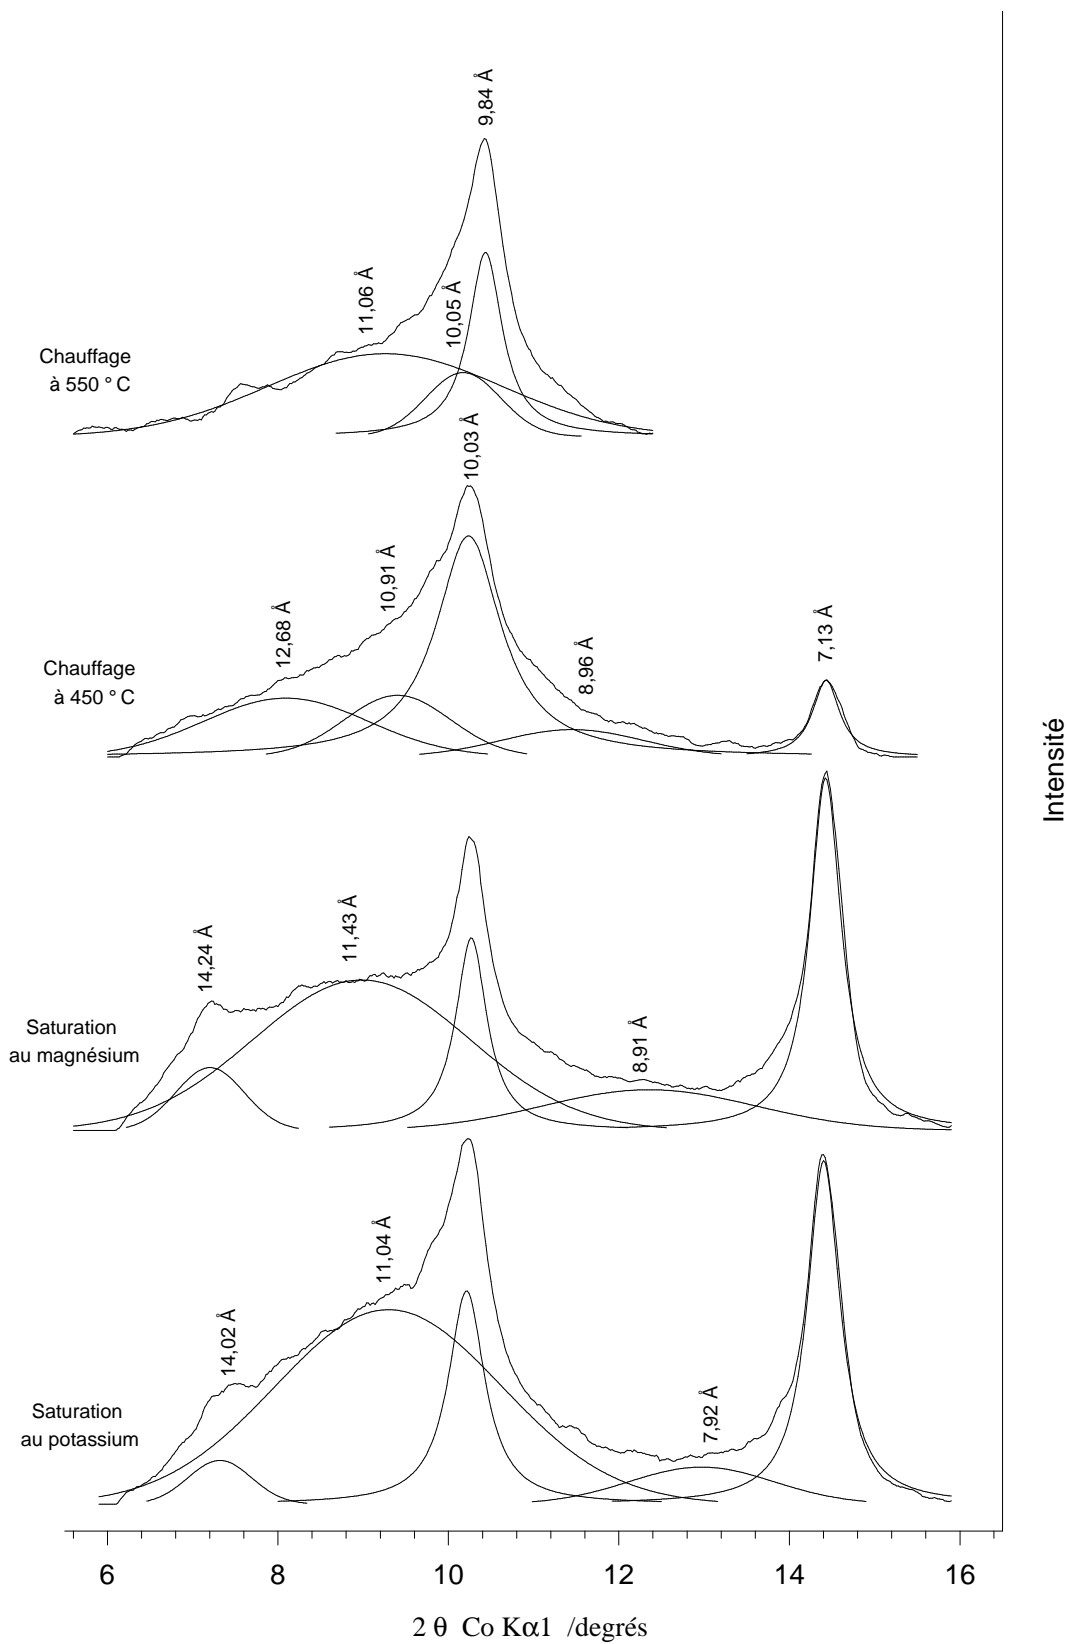 9,84 Å
11,06 Å
10,05 Å
Chauffage
à 550 ° C
10,03 Å
10,91 Å
12,68 Å
8,96 Å
7,13 Å
Chauffage
à 450 ° C
Intensité
14,24 Å
11,43 Å
8,91 Å
Saturation
au magnésium
11,04 Å
14,02 Å
7,92 Å
Saturation
au potassium
6 8 10 12 14 16
2 θ Co Kα1 /degrés